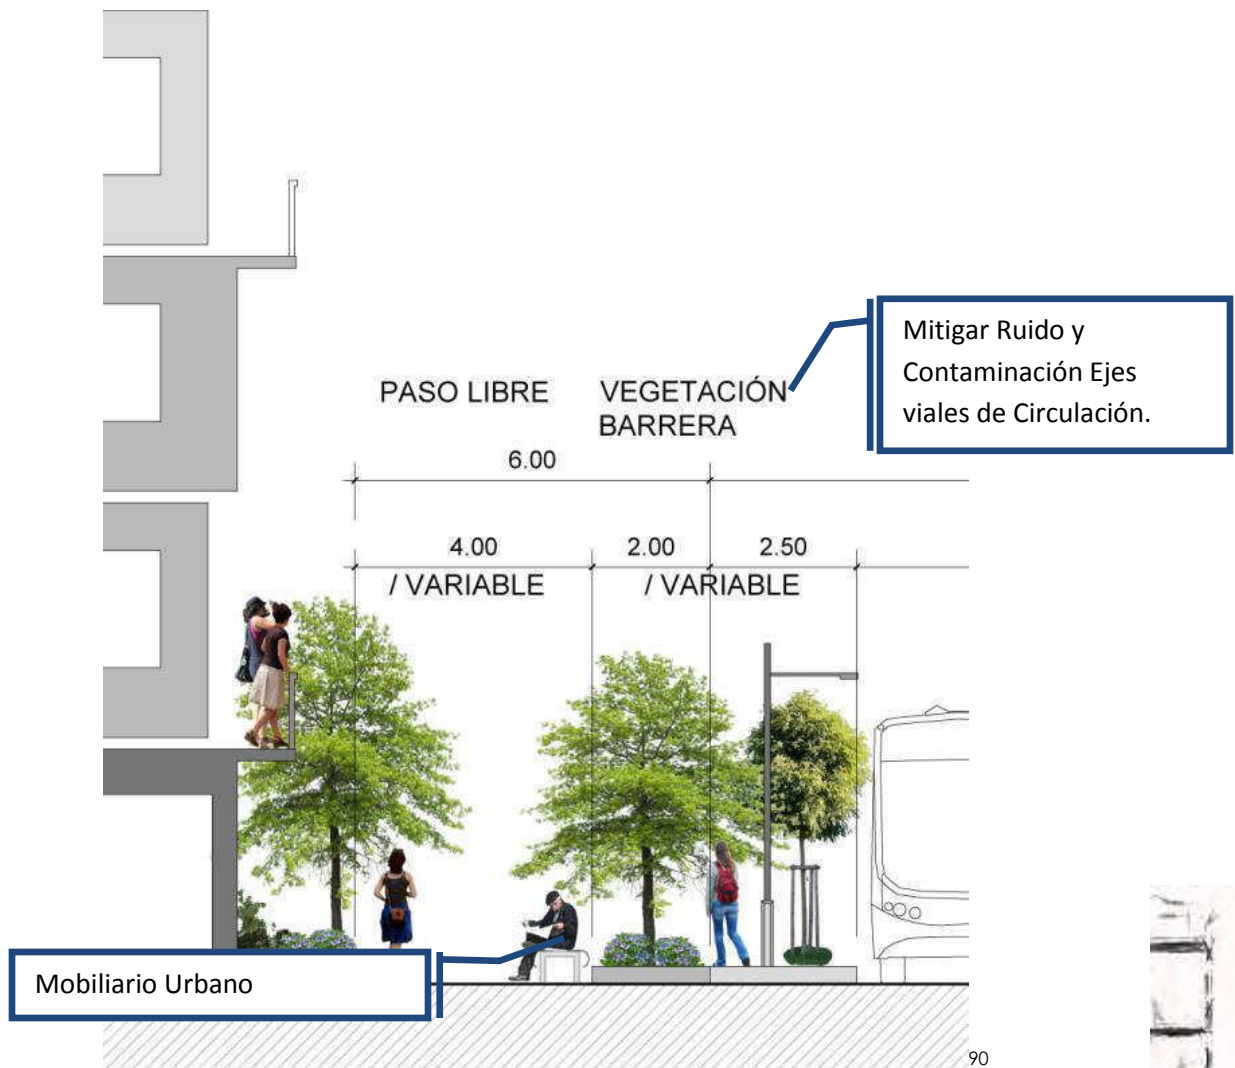 Mitigar Ruido y
Contaminación Ejes
viales de Circulación.
PASO LIBRE
VEGETACIÓN
BARRERA
6.00
4.00
/ VARIABLE
2.00
2.50
/ VARIABLE
Mobiliario Urbano
90